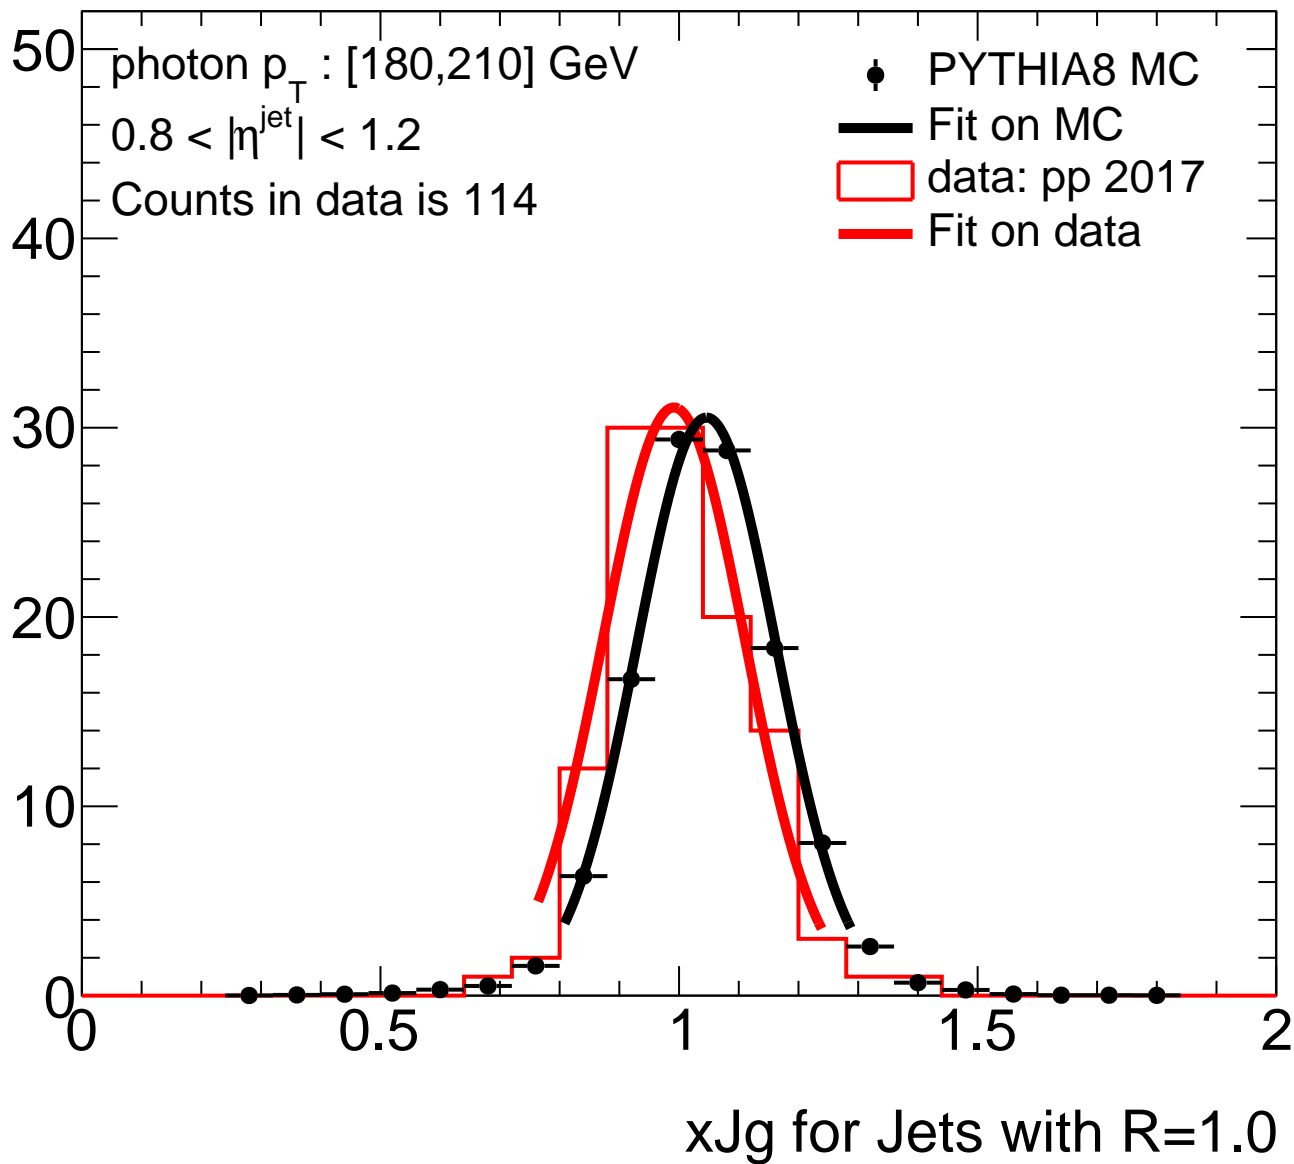 photon p_T : [180,210] GeV
0.8 < |η^jet| < 1.2
Counts in data is 114
PYTHIA8 MC
Fit on MC
data: pp 2017
Fit on data
50
40
30
20
10
0
0 0.5 1 1.5 2
xJg for Jets with R=1.0